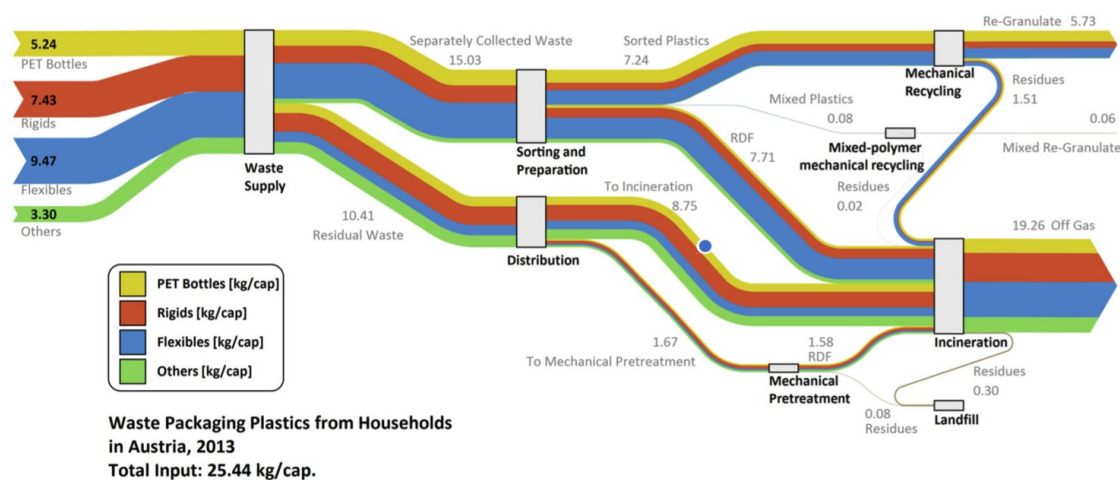 5.24
PET Bottles
7.43
Rigids
9.47
Flexibles
3.30
Others
Waste
Supply
Separately Collected Waste
15.03
10.41
Residual Waste
Sorting and
Preparation
Distribution
Sorted Plastics
7.24
Mixed Plastics
0.08
RDF
7.71
To Incineration
8.75
1.67
To Mechanical Pretreatment
Mechanical
Pretreatment
1.58
RDF
0.08
Residues
Re-Granulate 5.73
Mechanical
Recycling
Residues
1.51
0.06
Mixed Re-Granulate
Mixed-polymer
mechanical recycling
Residues
0.02
19.26 Off Gas
Incineration
Residues
0.30
Landfill
PET Bottles [kg/cap]
Rigids [kg/cap]
Flexibles [kg/cap]
Others [kg/cap]
Waste Packaging Plastics from Households
in Austria, 2013
Total Input: 25.44 kg/cap.